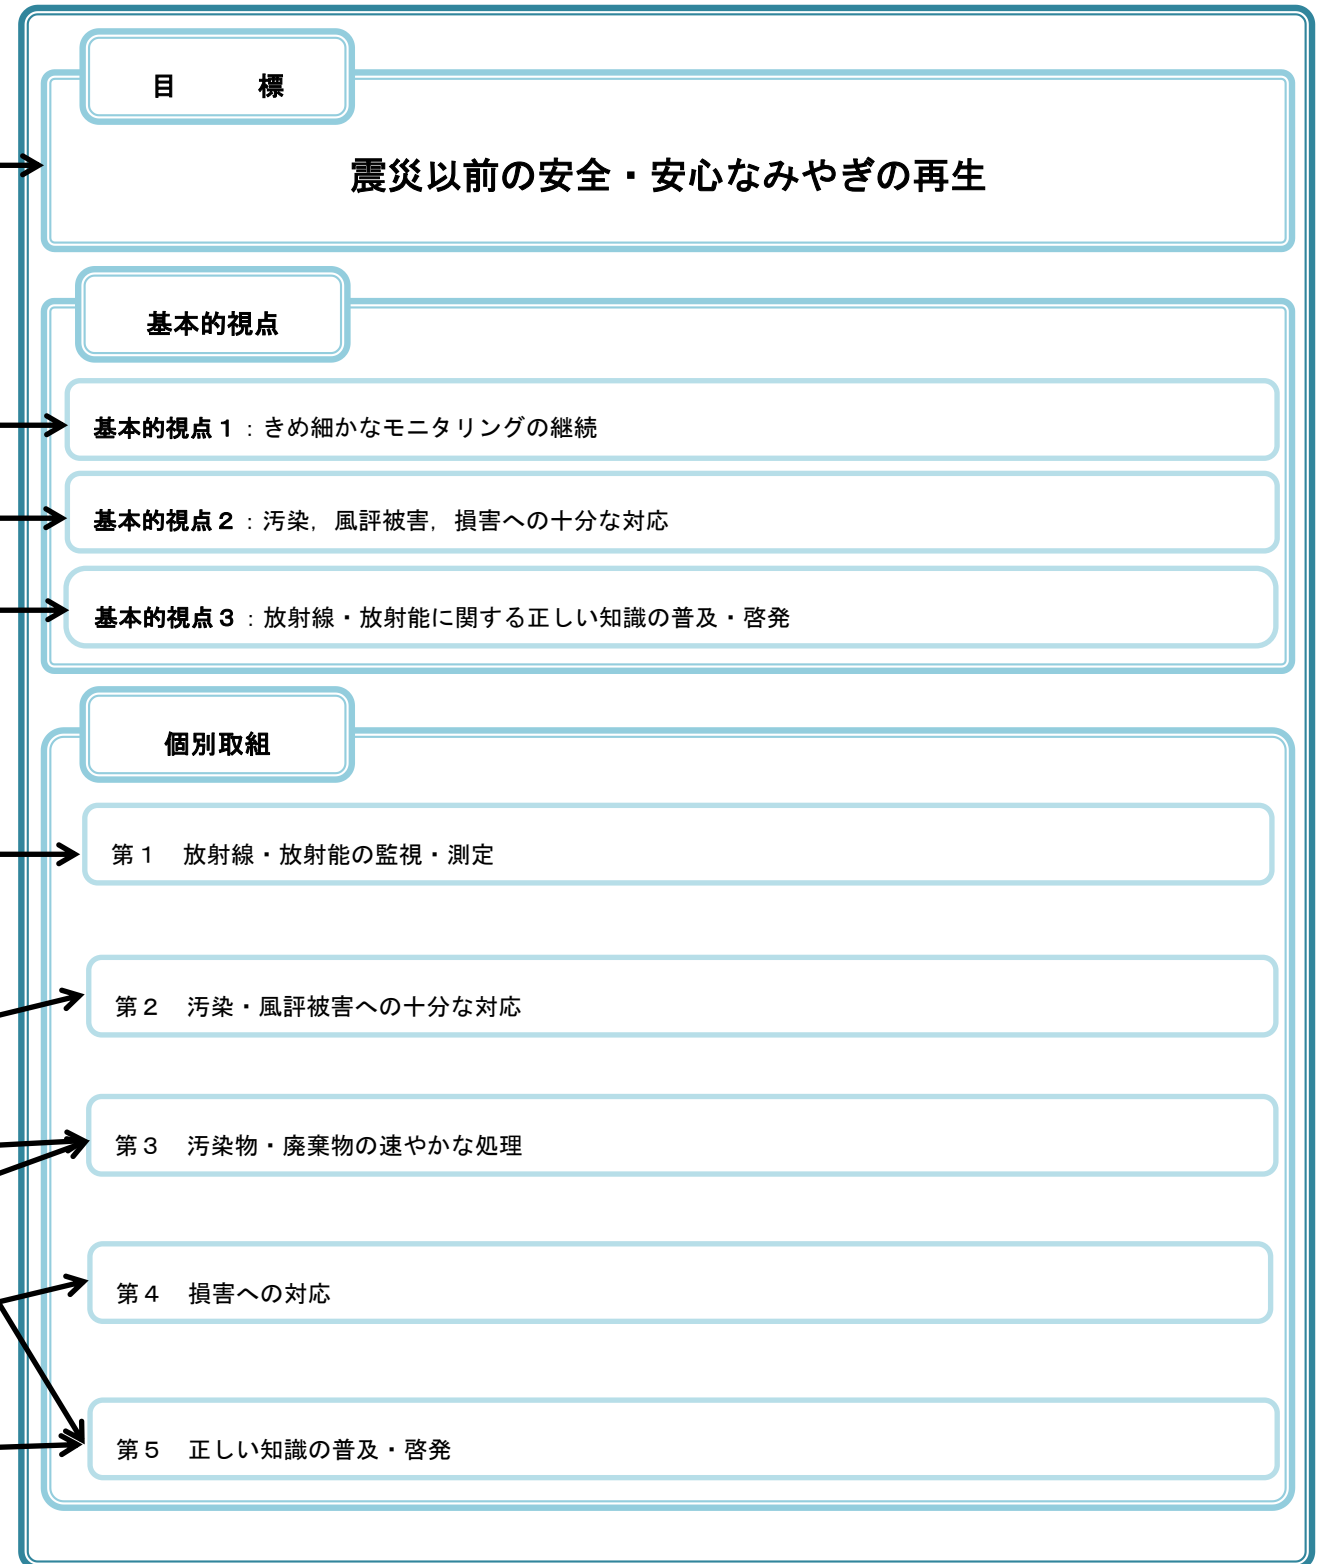 目　　　標
震災以前の安全・安心なみやぎの再生
基本的視点
基本的視点１：きめ細かなモニタリングの継続
基本的視点２：汚染，風評被害，損害への十分な対応
基本的視点３：放射線・放射能に関する正しい知識の普及・啓発
個別取組
第１　放射線・放射能の監視・測定
第２　汚染・風評被害への十分な対応
第３　汚染物・廃棄物の速やかな処理
第４　損害への対応
第５　正しい知識の普及・啓発